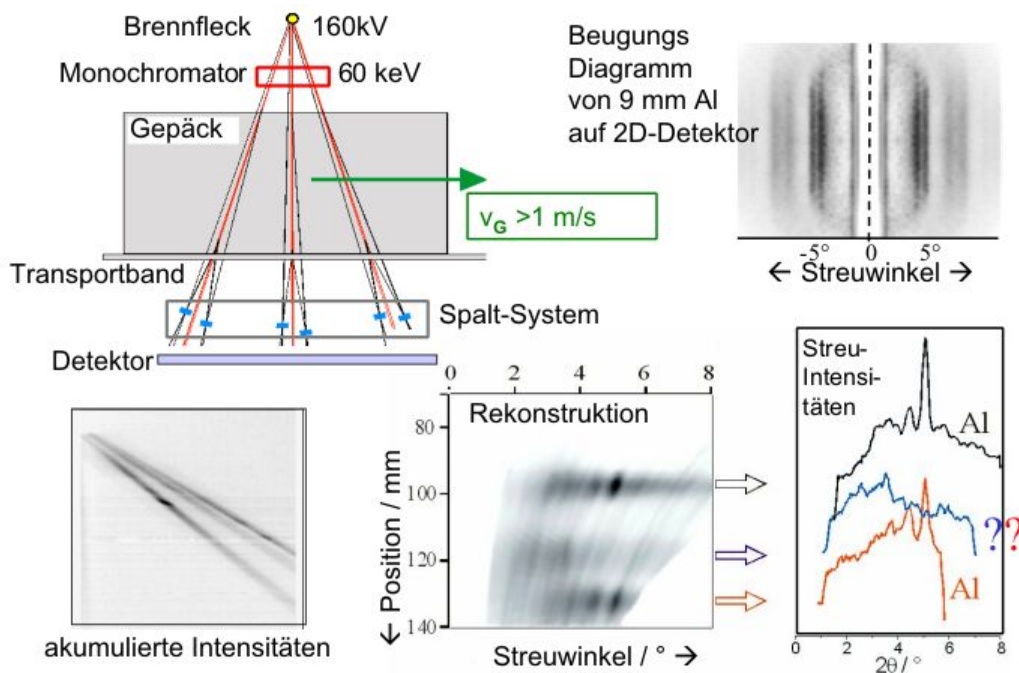 Brennfleck 160kV
Monochromator 60 keV
Gepäck
v_G >1 m/s
Transportband
Spalt-System
Detektor
Beugungs
Diagramm
von 9 mm Al
auf 2D-Detektor
-5° 0 5°
← Streuwinkel →
akumulierte Intensitäten
0 2 4 6 8
Rekonstruktion
← Position / mm
80
100
120
140
Streuwinkel / ° →
Streu-
Intensi-
täten
Al
??
Al
0 2 4 6 8
2θ / °